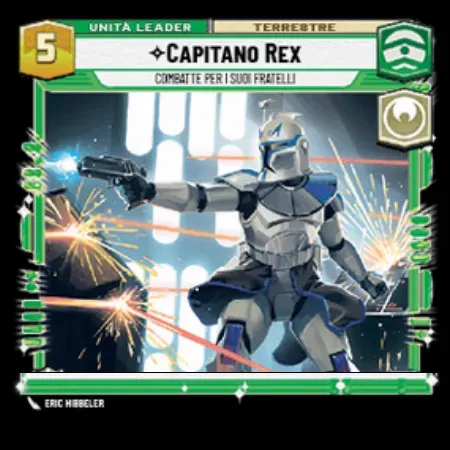 UNITÀ LEADER
TERRESTRE
5
CAPITANO REX
COMBATTE PER I SUOI FRATELLI
ERIC HIBBELER